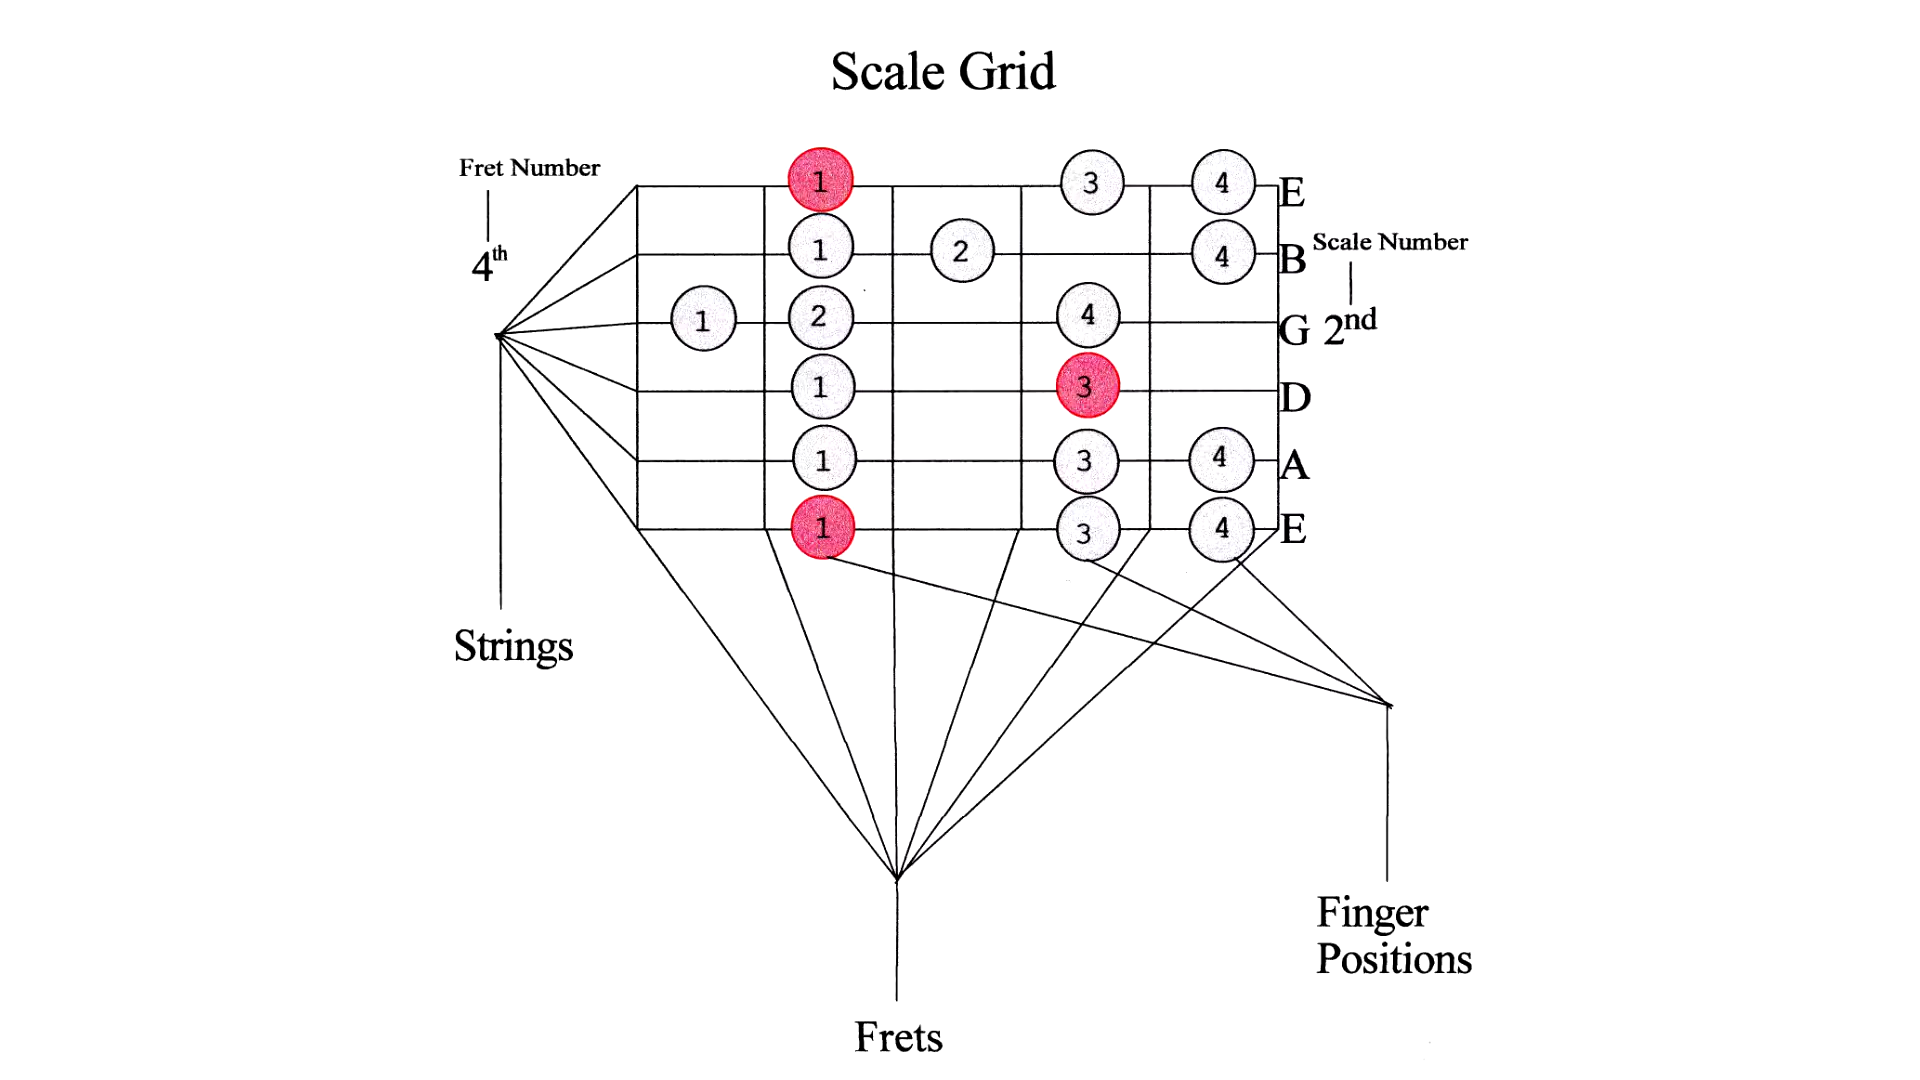 Scale Grid
Fret Number
4th
1 3 4 E
1 2 4 B
Scale Number
1 2 4 G 2nd
1 3 D
1 3 4 A
1 3 4 E
Strings
Finger
Positions
Frets